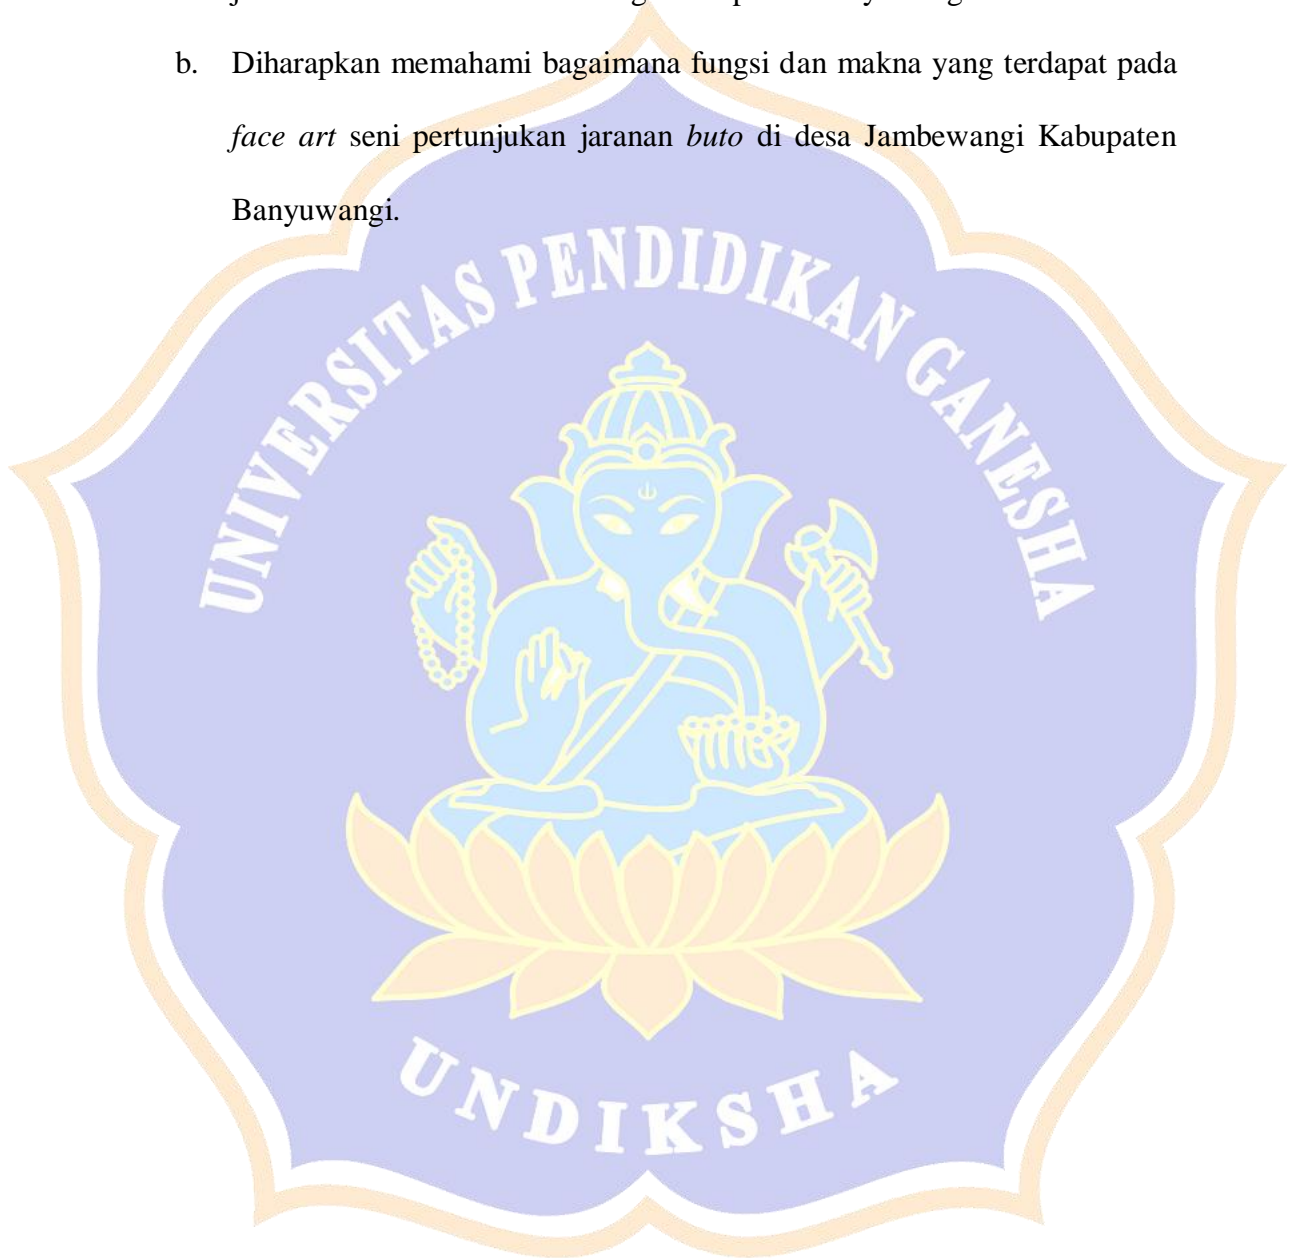 b. Diharapkan memahami bagaimana fungsi dan makna yang terdapat pada
face art seni pertunjukan jaranan buto di desa Jambewangi Kabupaten
Banyuwangi.
UNIVERSITAS PENDIDIKAN GANESHA
UNDIKSHA